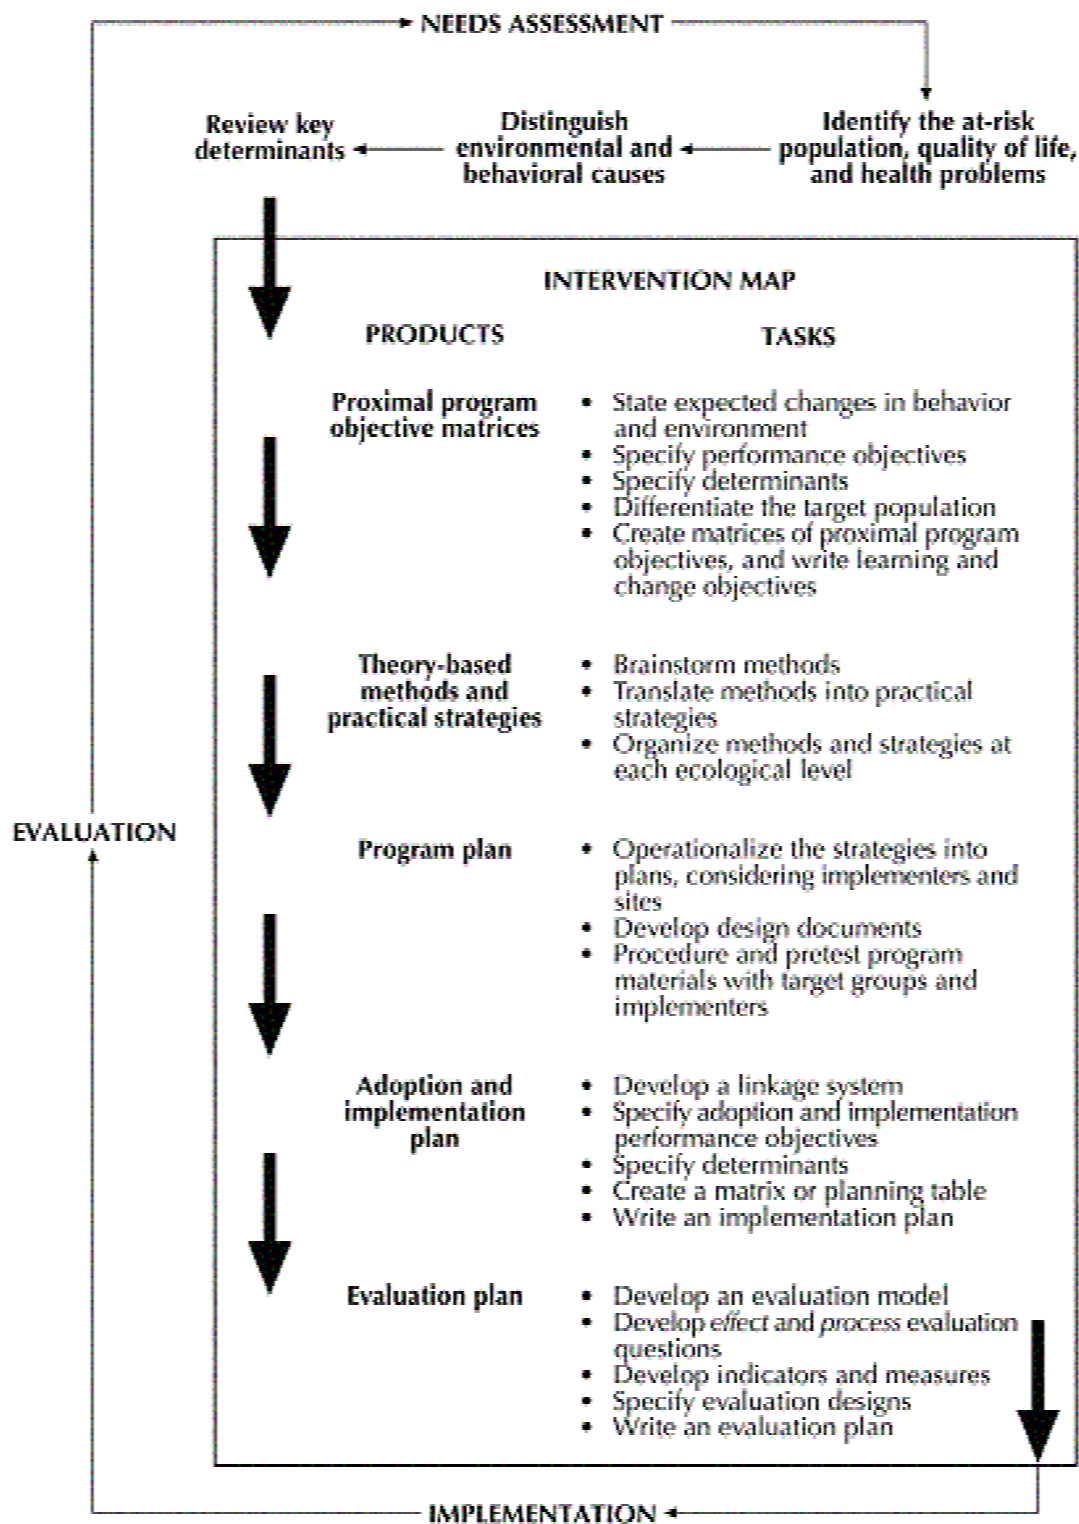 NEEDS ASSESSMENT
Review key
determinants
Distinguish
environmental and
behavioral causes
Identify the at-risk
population, quality of life,
and health problems
INTERVENTION MAP
PRODUCTS
TASKS
Proximal program
objective matrices
• State expected changes in behavior
and environment
• Specify performance objectives
• Specify determinants
• Differentiate the target population
• Create matrices of proximal program
objectives, and write learning and
change objectives
Theory-based
methods and
practical strategies
• Brainstorm methods
• Translate methods into practical
strategies
• Organize methods and strategies at
each ecological level
EVALUATION
Program plan
• Operationalize the strategies into
plans, considering implementers and
sites
• Develop design documents
• Procedure and pretest program
materials with target groups and
implementers
Adoption and
implementation
plan
• Develop a linkage system
• Specify adoption and implementation
performance objectives
• Specify determinants
• Create a matrix or planning table
• Write an implementation plan
Evaluation plan
• Develop an evaluation model
• Develop effect and process evaluation
questions
• Develop indicators and measures
• Specify evaluation designs
• Write an evaluation plan
IMPLEMENTATION